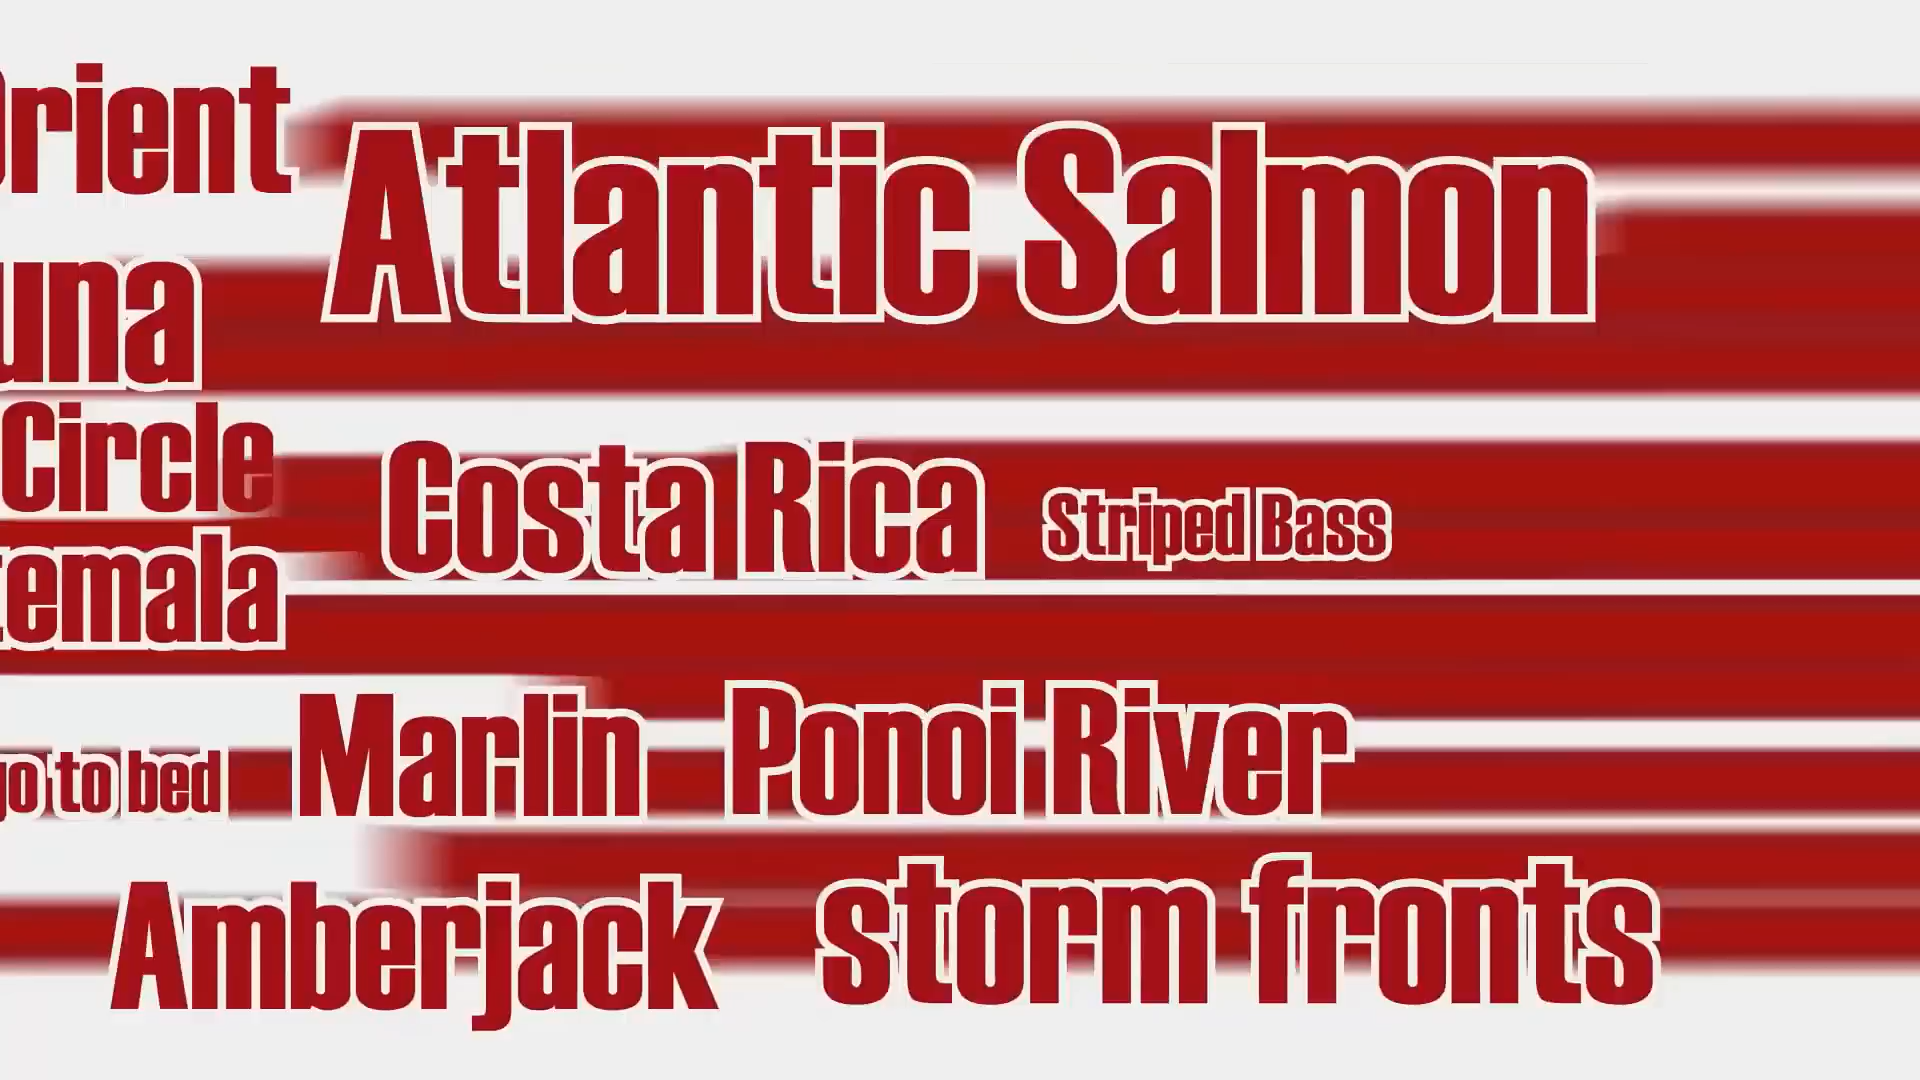 Orient
Atlantic Salmon
una
Circle
Costa Rica
Striped Bass
temala
go to bed
Marlin
Ponoi River
Amberjack
storm fronts